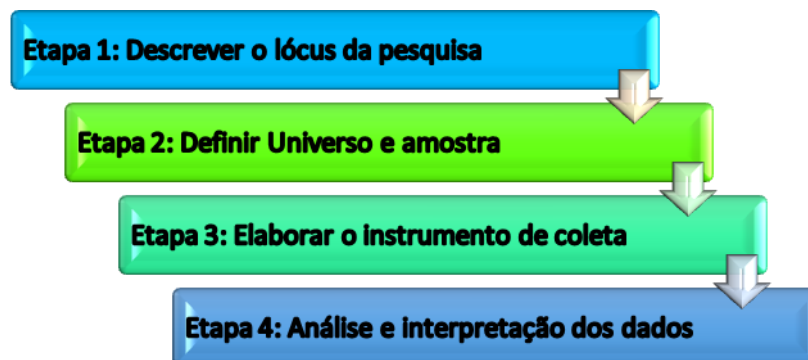 Etapa 1: Descrever o lócus da pesquisa
Etapa 2: Definir Universo e amostra
Etapa 3: Elaborar o instrumento de coleta
Etapa 4: Análise e interpretação dos dados